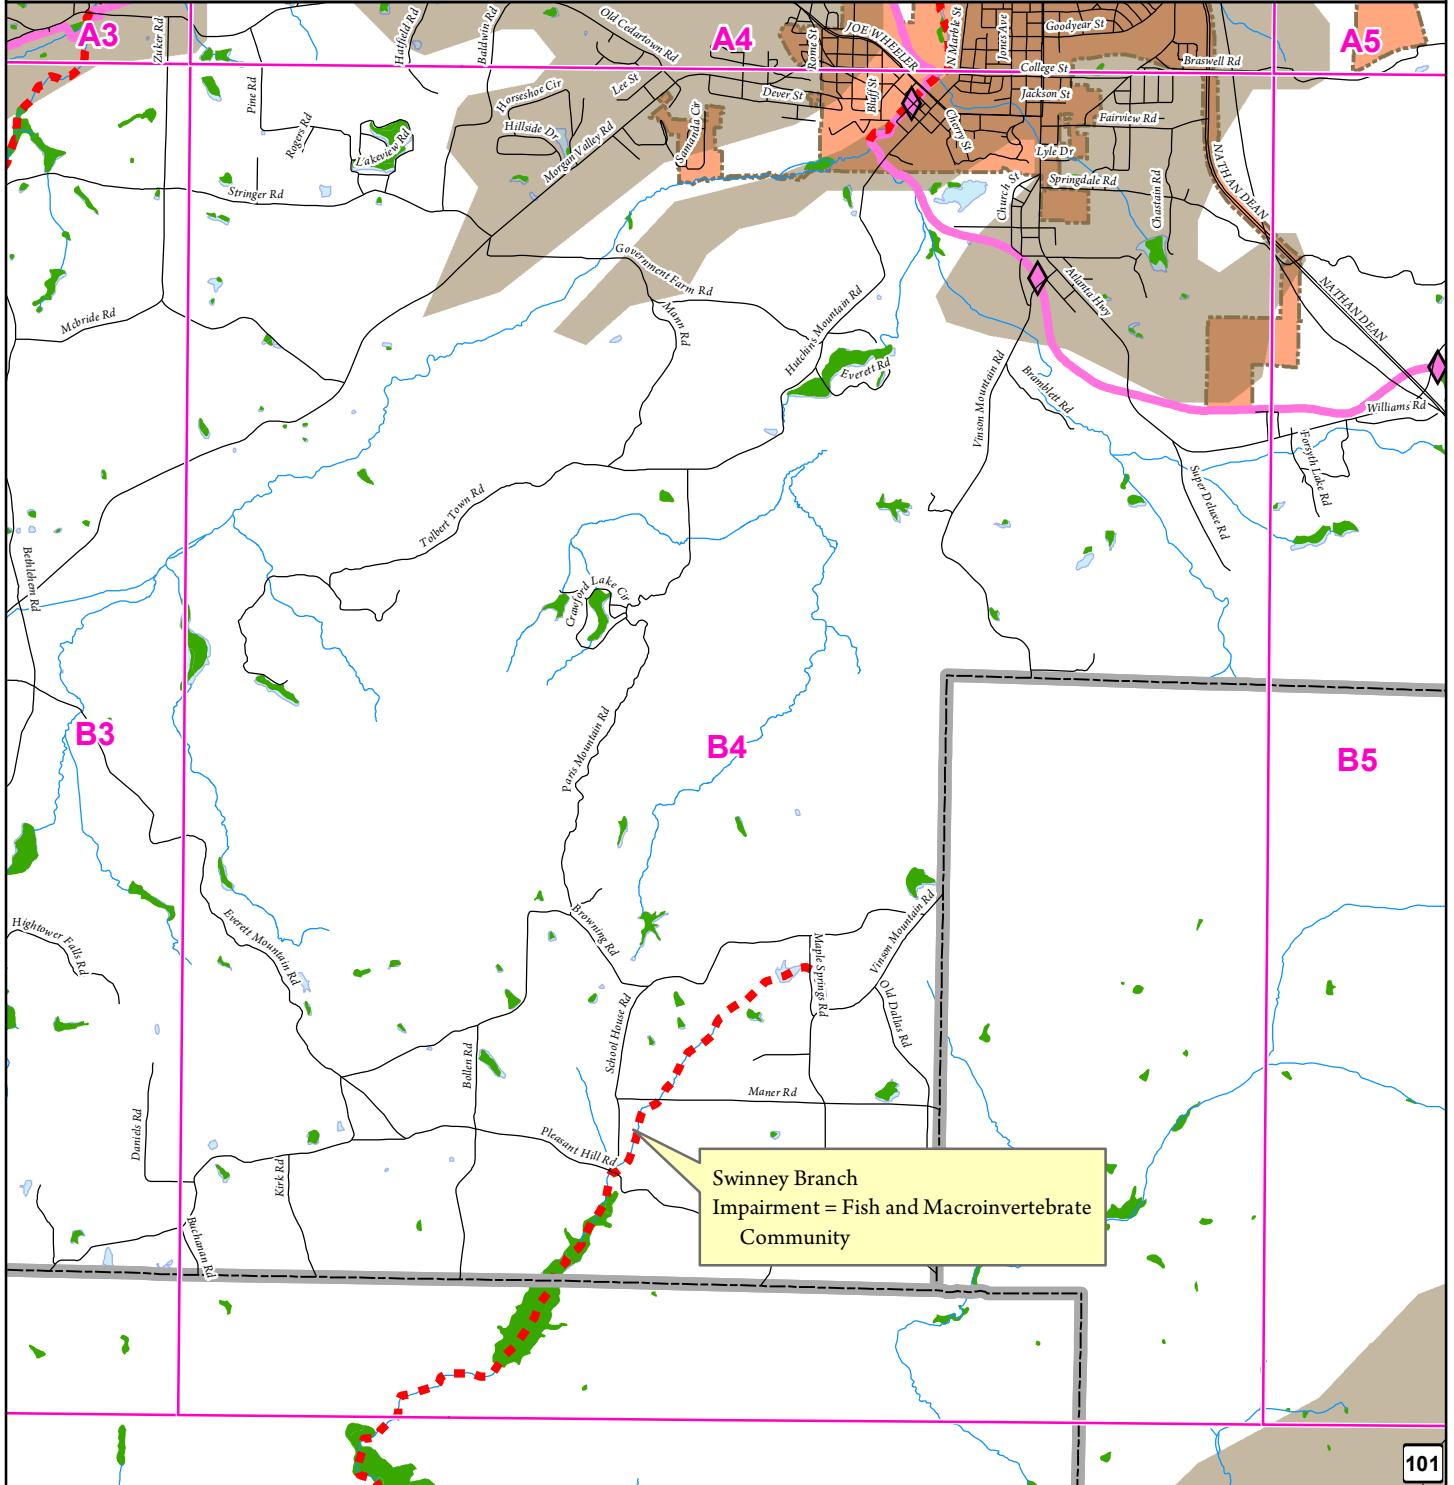 A3
A4
A5
Zuker Rd
Hatfield Rd
Baldwin Rd
Old Cedartown Rd
Rome St
JOE WHEELER
N Marble St
Jones Ave
Goodyear St
Braswell Rd
College St
Pine Rd
Horseshoe Cir
Lee St
Dever St
Bluff St
Jackson St
Rogers Rd
Lakeview Rd
Hillside Dr
Morgan Valley Rd
Samanda Cir
Cherry St
Fairview Rd
Lyle Dr
NATHAN DEAN
Stringer Rd
Church St
Springdale Rd
Chastain Rd
Government Farm Rd
Atlanta Hwy
NATHAN DEAN
Mcbride Rd
Mann Rd
Hutchins Mountain Rd
Everett Rd
Vinson Mountain Rd
Bramblett Rd
Williams Rd
Forsyth Lake Rd
Super Deluxe Rd
Tolbert Town Rd
Bethlehem Rd
Crawford Lake Cir
B3
B4
B5
Paris Mountain Rd
Hightower Falls Rd
Everett Mountain Rd
Browning Rd
Maple Springs Rd
Vinson Mountain Rd
Old Dallas Rd
School House Rd
Bollen Rd
Maner Rd
Daniels Rd
Pleasant Hill Rd
Kirk Rd
Buchanan Rd
Swinney Branch
Impairment = Fish and Macroinvertebrate
Community
101